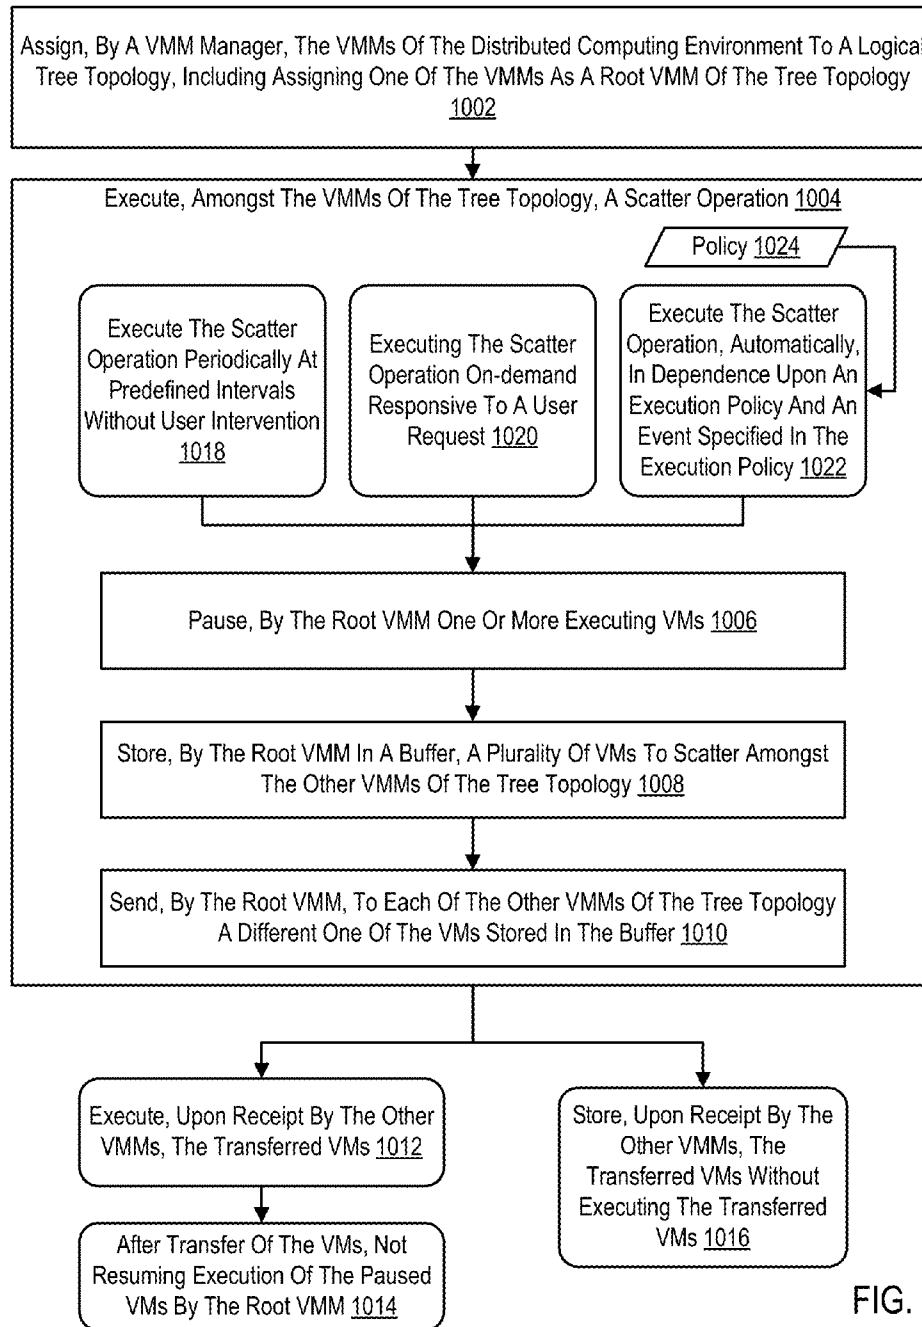 Assign, By A VMM Manager, The VMMs Of The Distributed Computing Environment To A Logical
Tree Topology, Including Assigning One Of The VMMs As A Root VMM Of The Tree Topology
1002
Execute, Amongst The VMMs Of The Tree Topology, A Scatter Operation 1004
Policy 1024
Execute The Scatter
Operation Periodically At
Predefined Intervals
Without User Intervention
1018
Executing The Scatter
Operation On-demand
Responsive To A User
Request 1020
Execute The Scatter
Operation, Automatically,
In Dependence Upon An
Execution Policy And An
Event Specified In The
Execution Policy 1022
Pause, By The Root VMM One Or More Executing VMs 1006
Store, By The Root VMM In A Buffer, A Plurality Of VMs To Scatter Amongst
The Other VMMs Of The Tree Topology 1008
Send, By The Root VMM, To Each Of The Other VMMs Of The Tree Topology
A Different One Of The VMs Stored In The Buffer 1010
Execute, Upon Receipt By The Other
VMMs, The Transferred VMs 1012
After Transfer Of The VMs, Not
Resuming Execution Of The Paused
VMs By The Root VMM 1014
Store, Upon Receipt By The
Other VMMs, The
Transferred VMs Without
Executing The Transferred
VMs 1016
FIG.